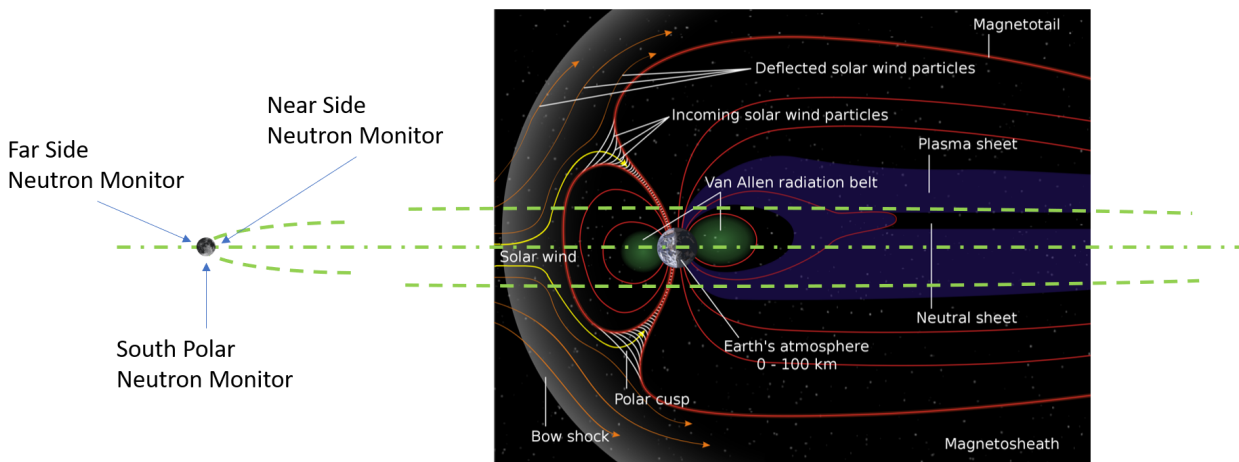 Far Side
Neutron Monitor
Near Side
Neutron Monitor
South Polar
Neutron Monitor
Magnetotail
Deflected solar wind particles
Incoming solar wind particles
Plasma sheet
Van Allen radiation belt
Solar wind
Neutral sheet
Earth's atmosphere
0 - 100 km
Polar cusp
Bow shock
Magnetosheath